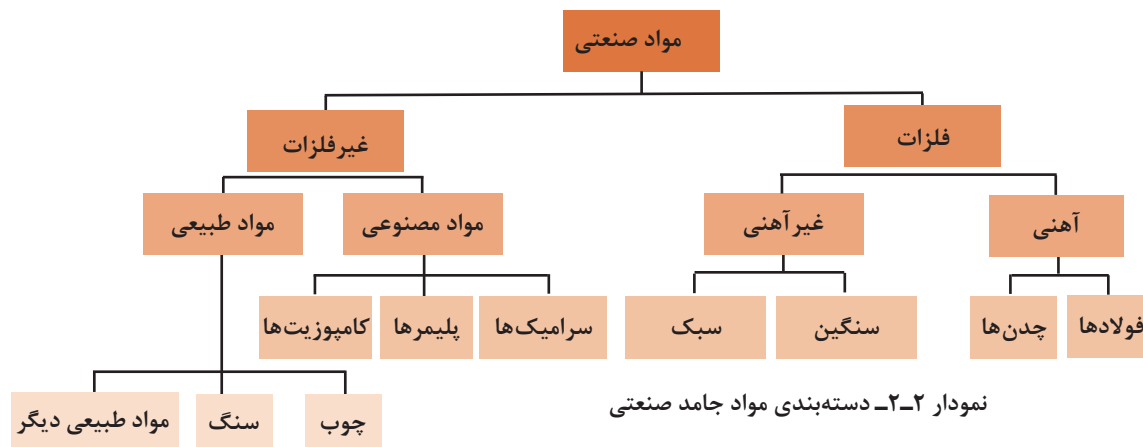 مواد صنعتی
فلزات
غیرفلزات
آهنی
غیرآهنی
مواد مصنوعی
مواد طبیعی
فولادها
چدن‌ها
سنگین
سبک
سرامیک‌ها
پلیمرها
کامپوزیت‌ها
چوب
سنگ
مواد طبیعی دیگر
نمودار ۲ـ۲ـ دسته‌بندی مواد جامد صنعتی